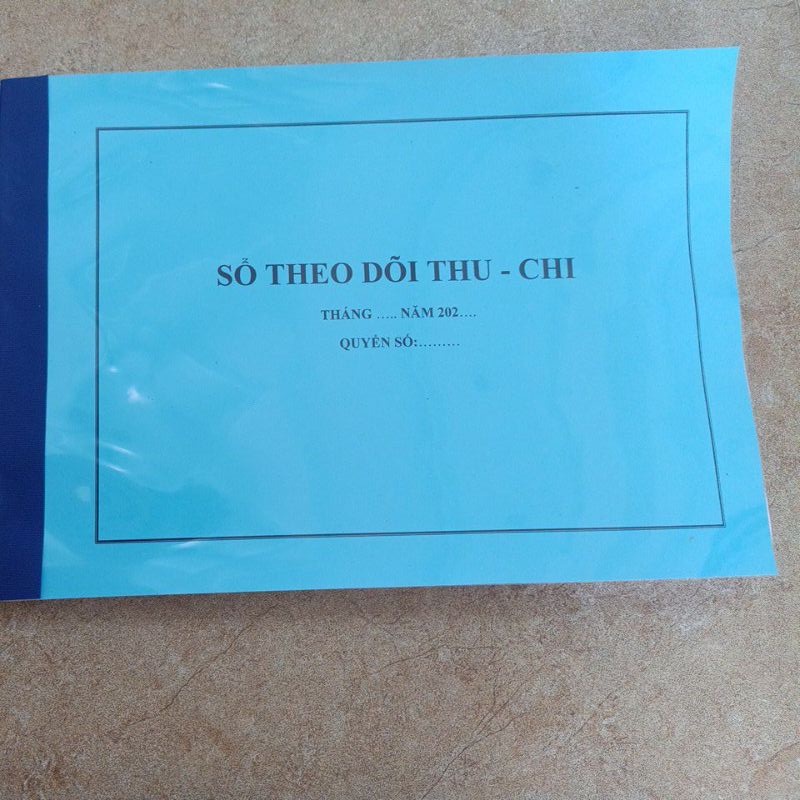 SỔ THEO DÕI THU - CHI
THÁNG ..... NĂM 202....
QUYỂN SỐ:.........